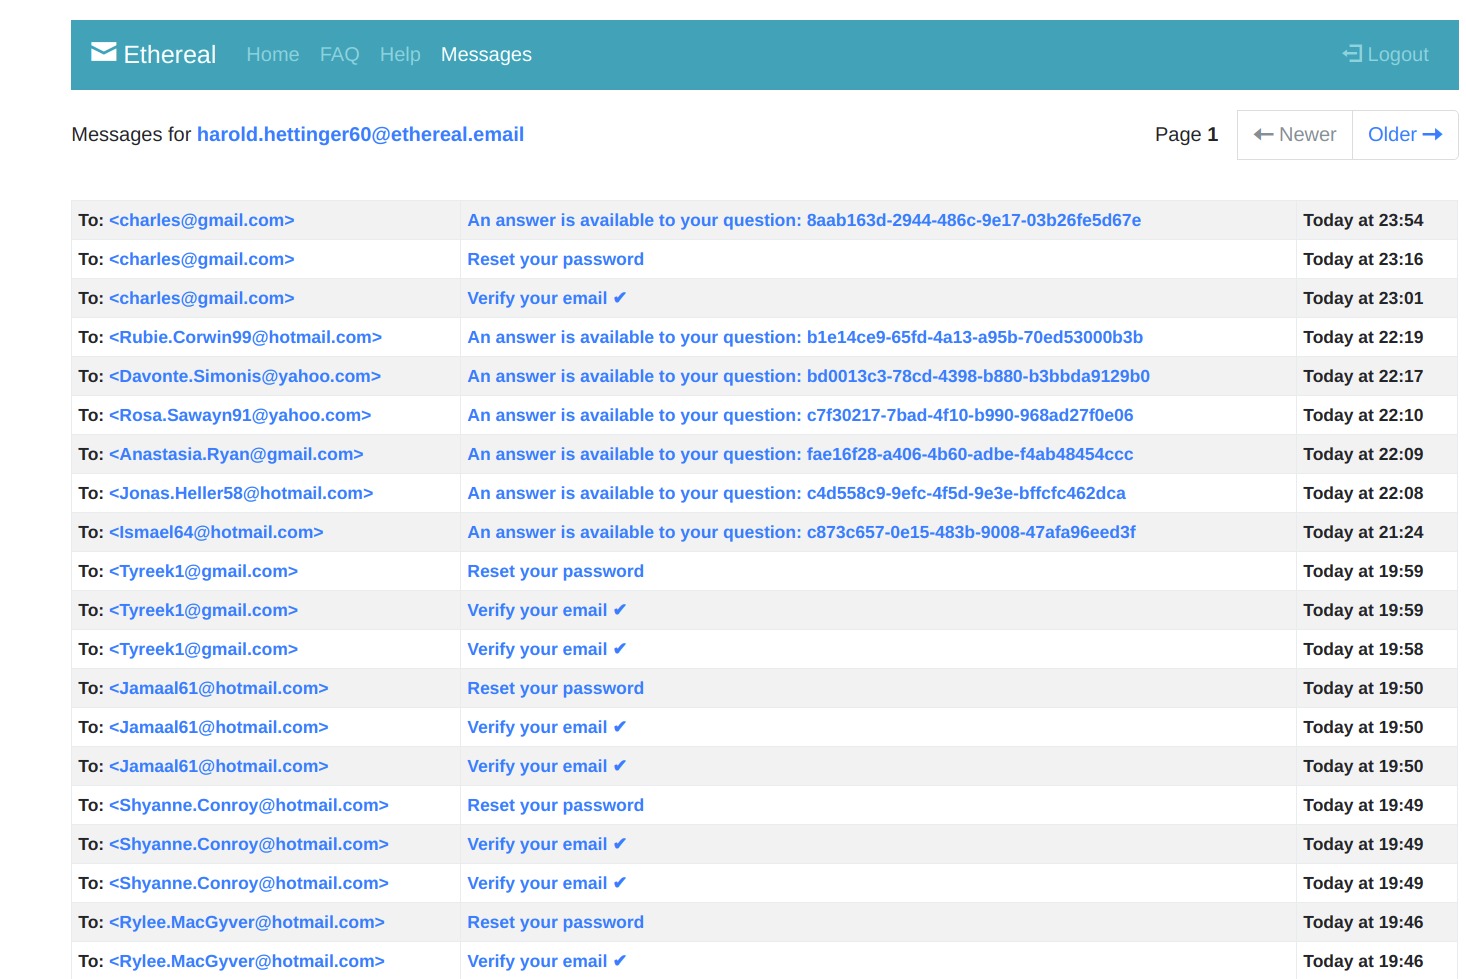 Ethereal Home FAQ Help Messages Logout
Messages for harold.hettinger60@ethereal.email Page 1 Newer Older
To: <charles@gmail.com> An answer is available to your question: 8aab163d-2944-486c-9e17-03b26fe5d67e Today at 23:54
To: <charles@gmail.com> Reset your password Today at 23:16
To: <charles@gmail.com> Verify your email ✔ Today at 23:01
To: <Rubie.Corwin99@hotmail.com> An answer is available to your question: b1e14ce9-65fd-4a13-a95b-70ed53000b3b Today at 22:19
To: <Davonte.Simonis@yahoo.com> An answer is available to your question: bd0013c3-78cd-4398-b880-b3bbda9129b0 Today at 22:17
To: <Rosa.Sawayn91@yahoo.com> An answer is available to your question: c7f30217-7bad-4f10-b990-968ad27f0e06 Today at 22:10
To: <Anastasia.Ryan@gmail.com> An answer is available to your question: fae16f28-a406-4b60-adbe-f4ab48454ccc Today at 22:09
To: <Jonas.Heller58@hotmail.com> An answer is available to your question: c4d558c9-9efc-4f5d-9e3e-bffcfc462dca Today at 22:08
To: <Ismael64@hotmail.com> An answer is available to your question: c873c657-0e15-483b-9008-47afa96eed3f Today at 21:24
To: <Tyreek1@gmail.com> Reset your password Today at 19:59
To: <Tyreek1@gmail.com> Verify your email ✔ Today at 19:59
To: <Tyreek1@gmail.com> Verify your email ✔ Today at 19:58
To: <Jamaal61@hotmail.com> Reset your password Today at 19:50
To: <Jamaal61@hotmail.com> Verify your email ✔ Today at 19:50
To: <Jamaal61@hotmail.com> Verify your email ✔ Today at 19:50
To: <Shyanne.Conroy@hotmail.com> Reset your password Today at 19:49
To: <Shyanne.Conroy@hotmail.com> Verify your email ✔ Today at 19:49
To: <Shyanne.Conroy@hotmail.com> Verify your email ✔ Today at 19:49
To: <Rylee.MacGyver@hotmail.com> Reset your password Today at 19:46
To: <Rylee.MacGyver@hotmail.com> Verify your email ✔ Today at 19:46